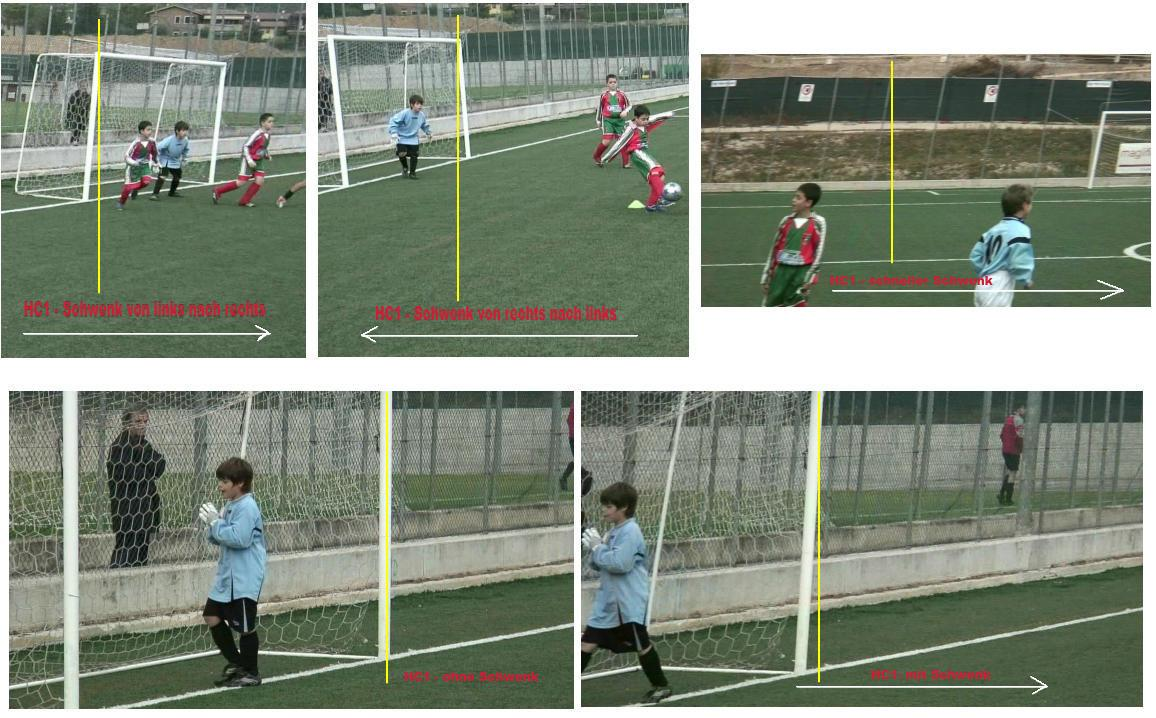 HC1 - Schwenk von links nach rechts
HC1 - Schwenk von rechts nach links
HC1 - schneller Schwenk
10
HC1 - ohne Schwenk
HC1: mit Schwenk